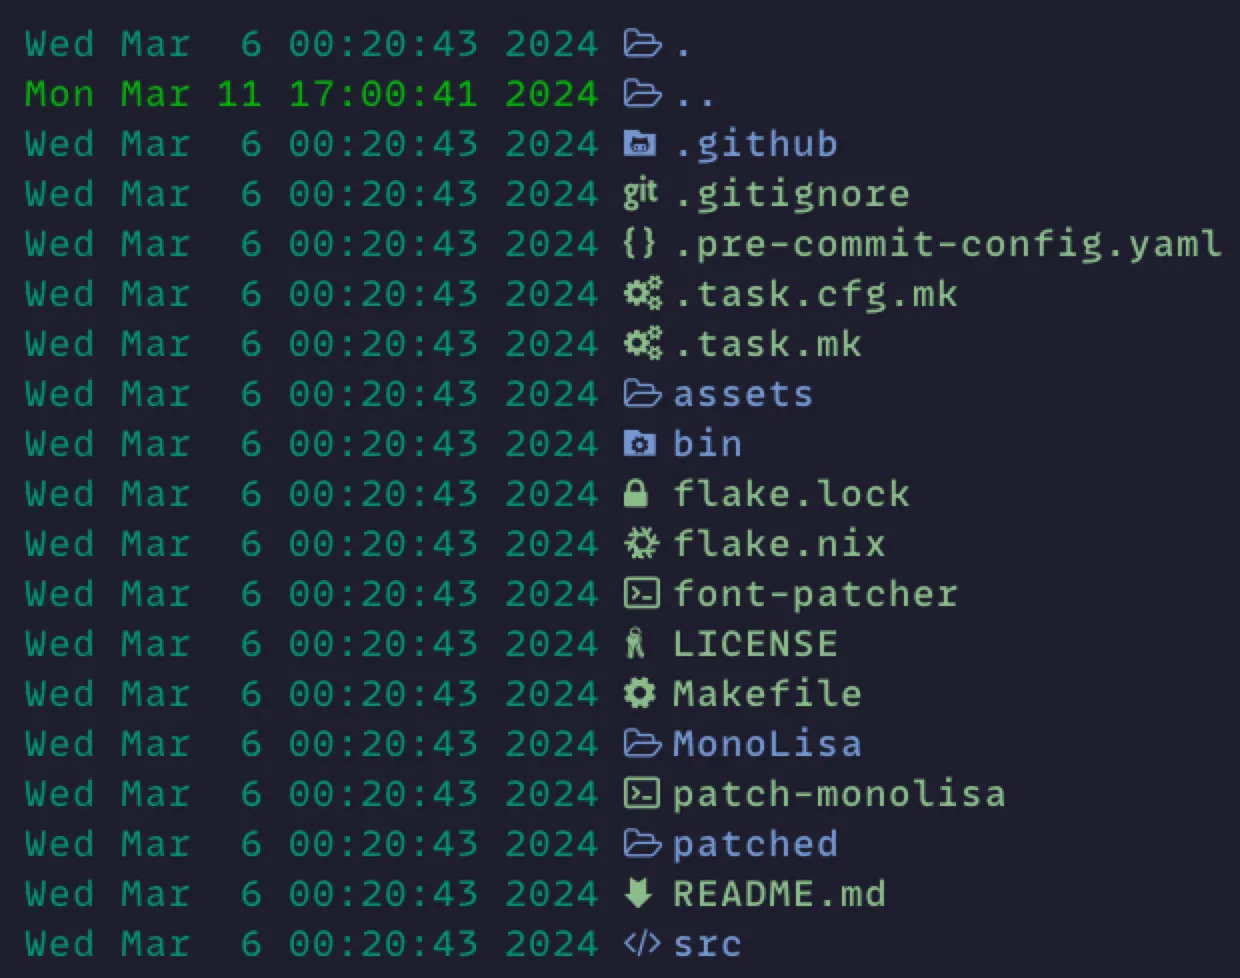 Wed Mar  6 00:20:43 2024 .
Mon Mar 11 17:00:41 2024 ..
Wed Mar  6 00:20:43 2024 .github
Wed Mar  6 00:20:43 2024 git .gitignore
Wed Mar  6 00:20:43 2024 {} .pre-commit-config.yaml
Wed Mar  6 00:20:43 2024 .task.cfg.mk
Wed Mar  6 00:20:43 2024 .task.mk
Wed Mar  6 00:20:43 2024 assets
Wed Mar  6 00:20:43 2024 bin
Wed Mar  6 00:20:43 2024 flake.lock
Wed Mar  6 00:20:43 2024 flake.nix
Wed Mar  6 00:20:43 2024 font-patcher
Wed Mar  6 00:20:43 2024 LICENSE
Wed Mar  6 00:20:43 2024 Makefile
Wed Mar  6 00:20:43 2024 MonoLisa
Wed Mar  6 00:20:43 2024 patch-monolisa
Wed Mar  6 00:20:43 2024 patched
Wed Mar  6 00:20:43 2024 README.md
Wed Mar  6 00:20:43 2024 </> src